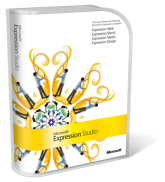 Expression Web
Expression Blend
Expression Media
Expression Design
Microsoft
Expression Studio
Microsoft